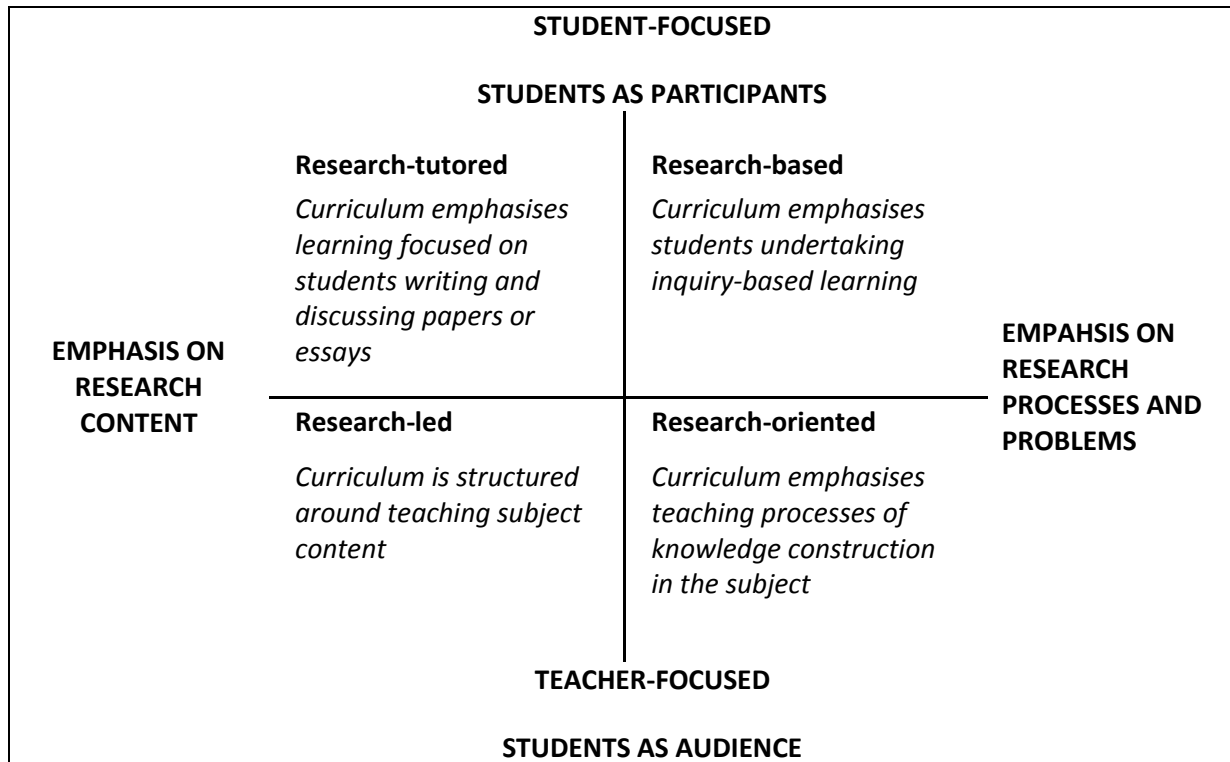 STUDENT-FOCUSED
STUDENTS AS PARTICIPANTS
Research-tutored
Curriculum emphasises
learning focused on
students writing and
discussing papers or
essays
Research-based
Curriculum emphasises
students undertaking
inquiry-based learning
EMPHASIS ON
RESEARCH
CONTENT
EMPAHSIS ON
RESEARCH
PROCESSES AND
PROBLEMS
Research-led
Curriculum is structured
around teaching subject
content
Research-oriented
Curriculum emphasises
teaching processes of
knowledge construction
in the subject
TEACHER-FOCUSED
STUDENTS AS AUDIENCE